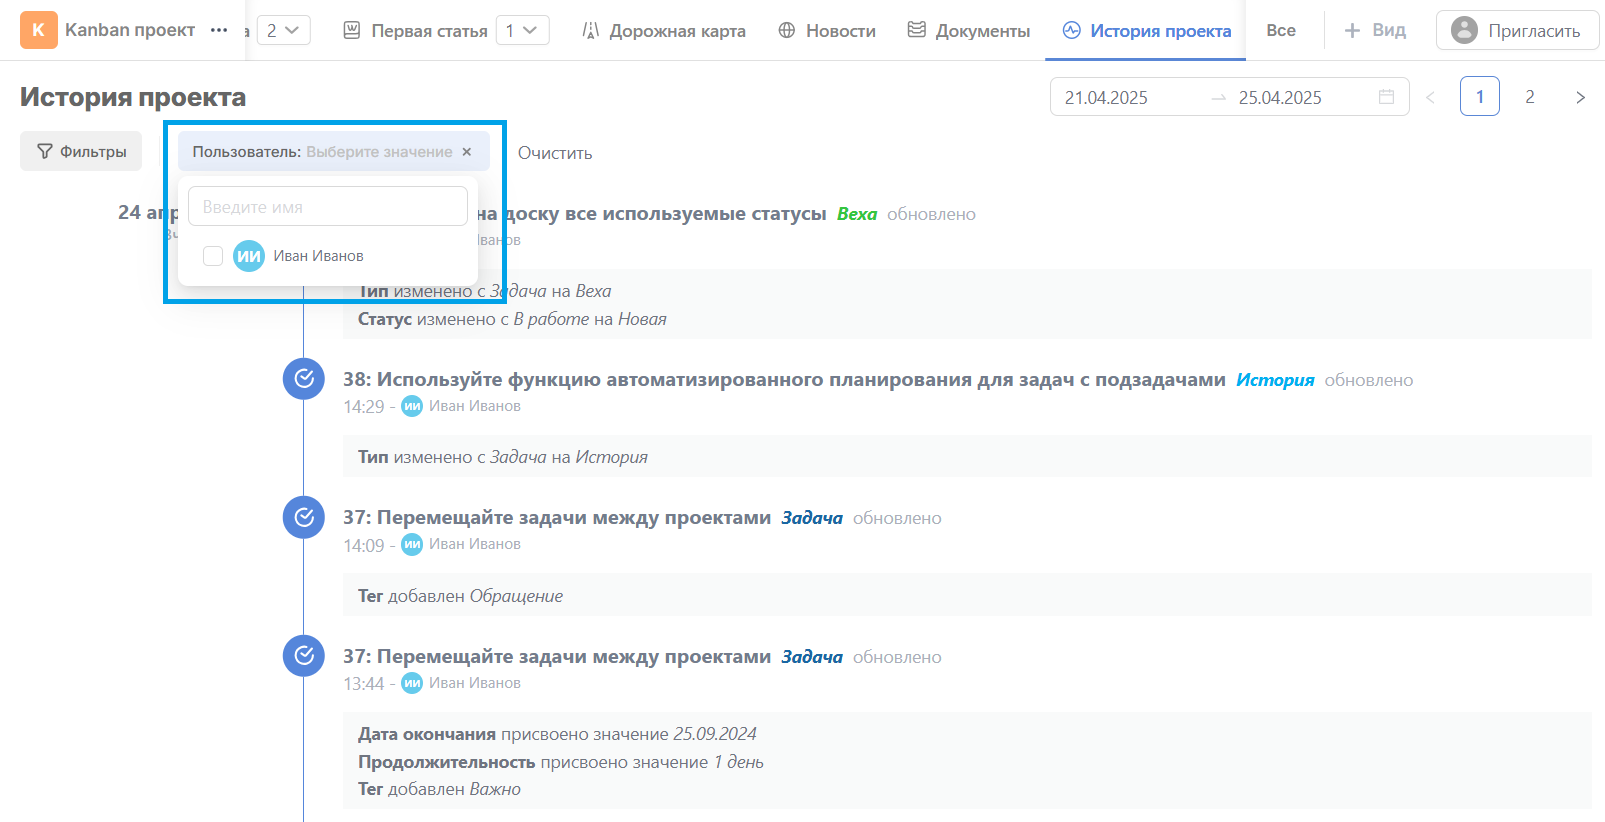 K Kanban проект ••• а 2 Первая статья 1 Дорожная карта Новости Документы История проекта Все + Вид Пригласить
История проекта 21.04.2025 → 25.04.2025 < 1 2 >
Фильтры Пользователь: Выберите значение × Очистить
Введите имя
ИИ Иван Иванов
24 апр на доску все используемые статусы Веха обновлено
Тип изменено с Задача на Веха
Статус изменено с В работе на Новая
38: Используйте функцию автоматизированного планирования для задач с подзадачами История обновлено
14:29 - ИИ Иван Иванов
Тип изменено с Задача на История
37: Перемещайте задачи между проектами Задача обновлено
14:09 - ИИ Иван Иванов
Тег добавлен Обращение
37: Перемещайте задачи между проектами Задача обновлено
13:44 - ИИ Иван Иванов
Дата окончания присвоено значение 25.09.2024
Продолжительность присвоено значение 1 день
Тег добавлен Важно